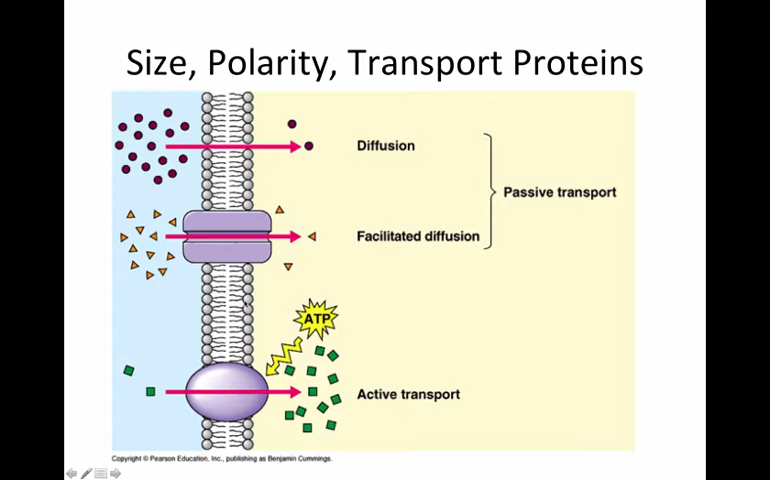 Size, Polarity, Transport Proteins
Diffusion
Passive transport
Facilitated diffusion
ATP
Active transport
Copyright © Pearson Education, Inc., publishing as Benjamin Cummings.